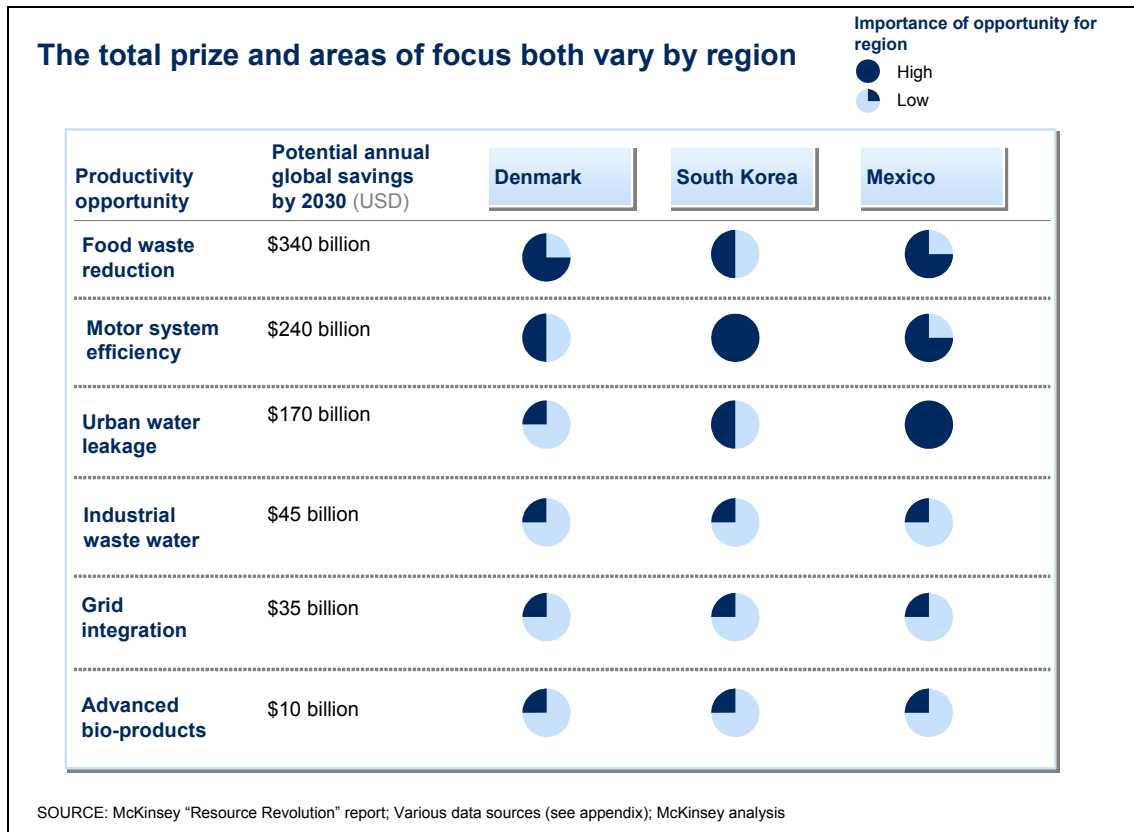 The total prize and areas of focus both vary by region
Importance of opportunity for
region
High
Low
Productivity
opportunity
Potential annual
global savings
by 2030 (USD)
Denmark
South Korea
Mexico
Food waste
reduction
$340 billion
Motor system
efficiency
$240 billion
Urban water
leakage
$170 billion
Industrial
waste water
$45 billion
Grid
integration
$35 billion
Advanced
bio-products
$10 billion
SOURCE: McKinsey “Resource Revolution” report; Various data sources (see appendix); McKinsey analysis